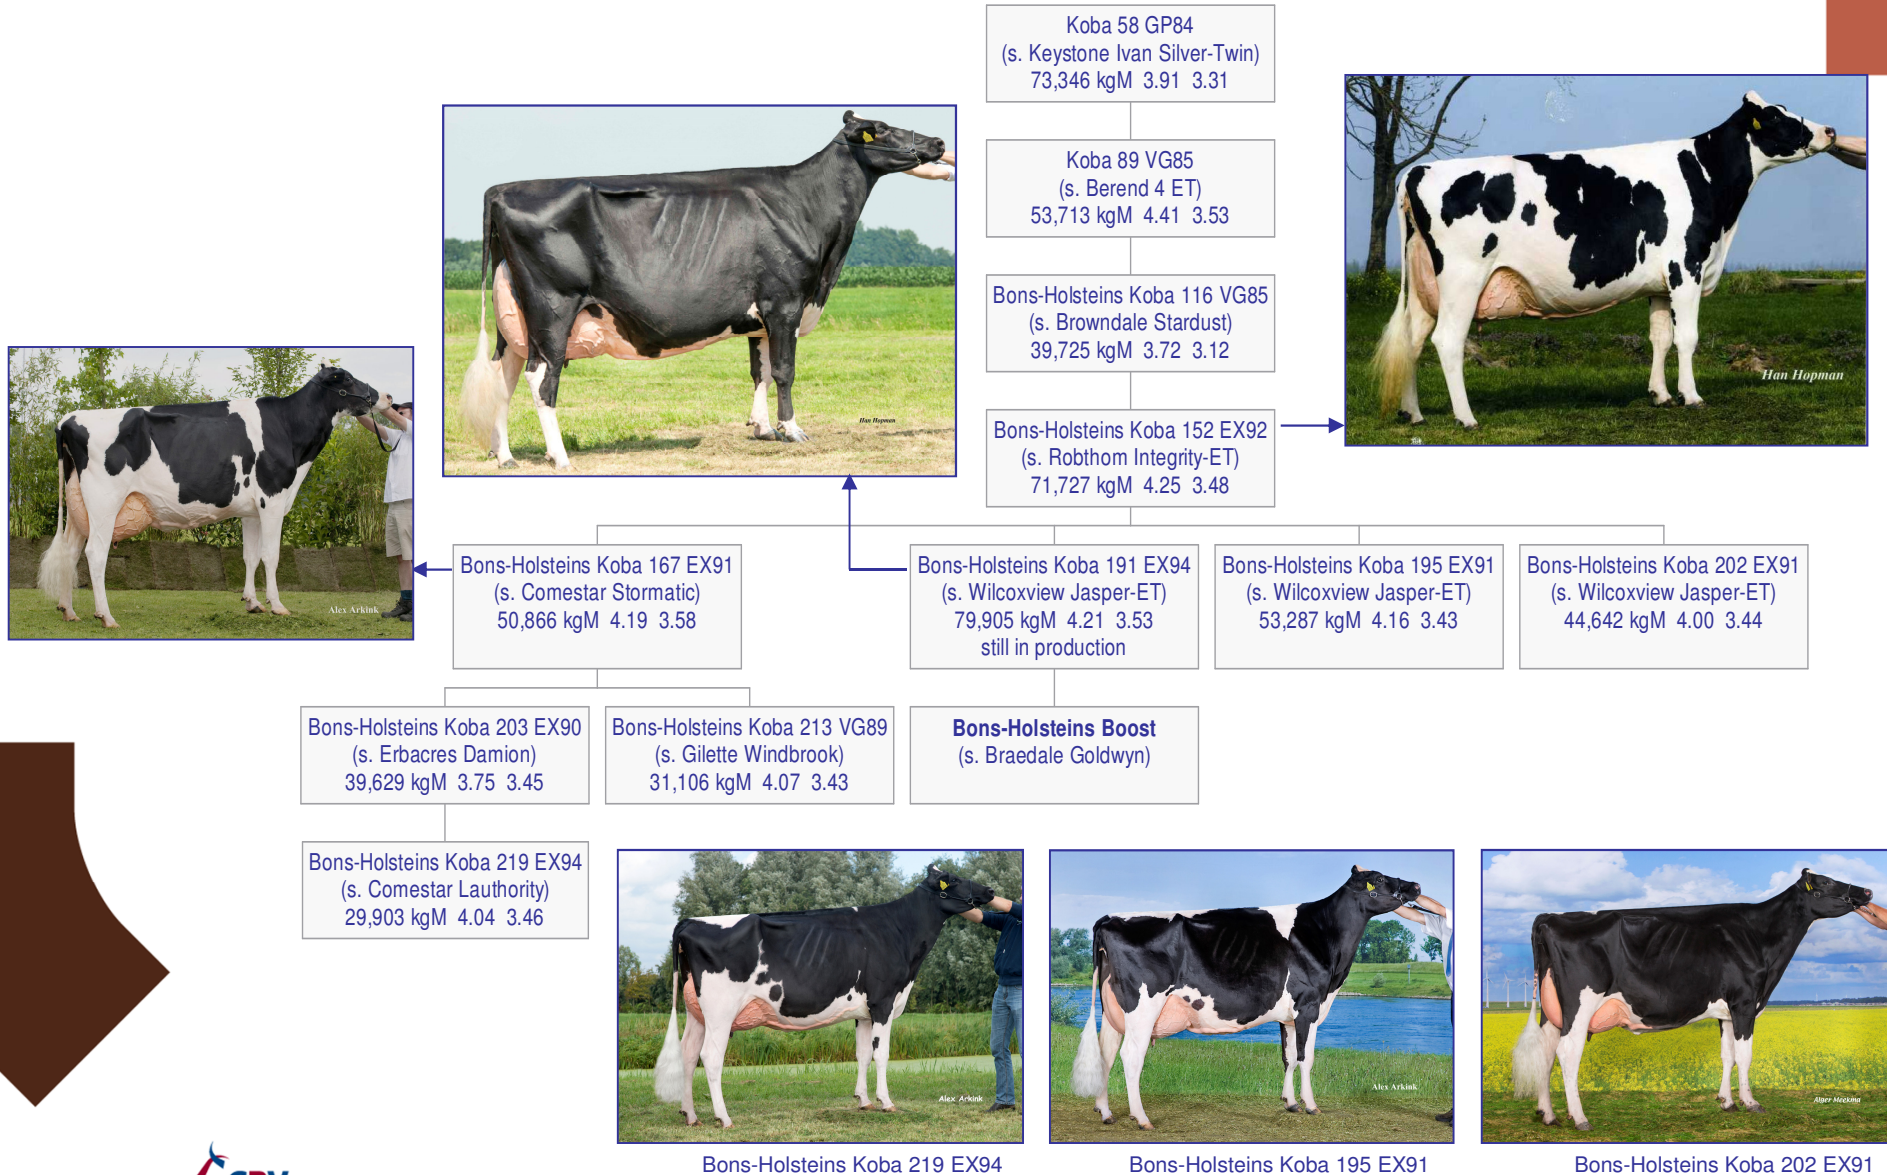 Koba 58 GP84
(s. Keystone Ivan Silver-Twin)
73,346 kgM 3.91 3.31
Koba 89 VG85
(s. Berend 4 ET)
53,713 kgM 4.41 3.53
Bons-Holsteins Koba 116 VG85
(s. Browndale Stardust)
39,725 kgM 3.72 3.12
Han Hopman
Han Hopman
Bons-Holsteins Koba 152 EX92
(s. Robthom Integrity-ET)
71,727 kgM 4.25 3.48
Alex Arkink
Bons-Holsteins Koba 167 EX91
(s. Comestar Stormatic)
50,866 kgM 4.19 3.58
Bons-Holsteins Koba 191 EX94
(s. Wilcoxview Jasper-ET)
79,905 kgM 4.21 3.53
still in production
Bons-Holsteins Koba 195 EX91
(s. Wilcoxview Jasper-ET)
53,287 kgM 4.16 3.43
Bons-Holsteins Koba 202 EX91
(s. Wilcoxview Jasper-ET)
44,642 kgM 4.00 3.44
Bons-Holsteins Koba 203 EX90
(s. Erbacres Damion)
39,629 kgM 3.75 3.45
Bons-Holsteins Koba 213 VG89
(s. Gilette Windbrook)
31,106 kgM 4.07 3.43
Bons-Holsteins Boost
(s. Braedale Goldwyn)
Bons-Holsteins Koba 219 EX94
(s. Comestar Lauthority)
29,903 kgM 4.04 3.46
Alex Arkink
Alex Arkink
Alger Meekma
Bons-Holsteins Koba 219 EX94
Bons-Holsteins Koba 195 EX91
Bons-Holsteins Koba 202 EX91